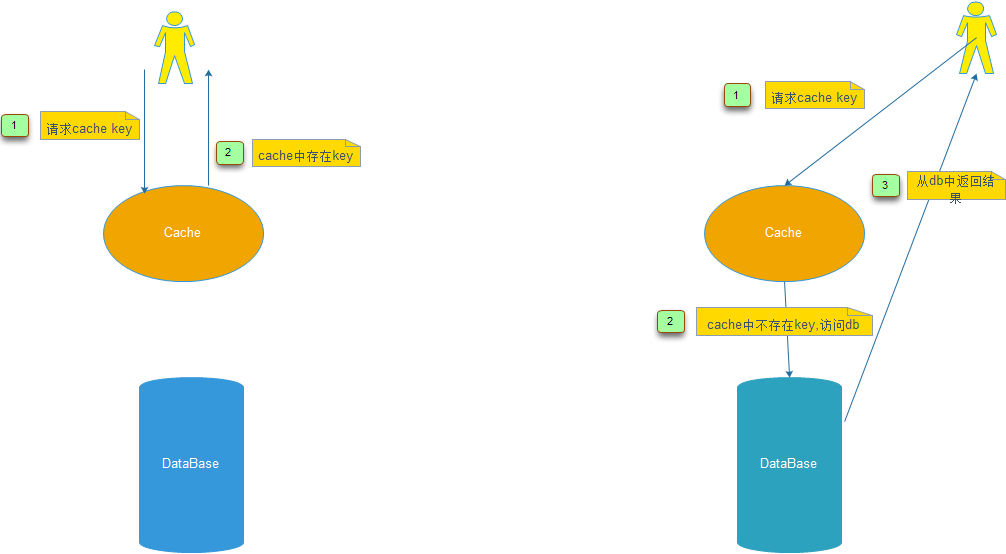 1
请求cache key
2
cache中存在key
Cache
DataBase
1
请求cache key
3
从db中返回结
果
Cache
2
cache中不存在key,访问db
DataBase